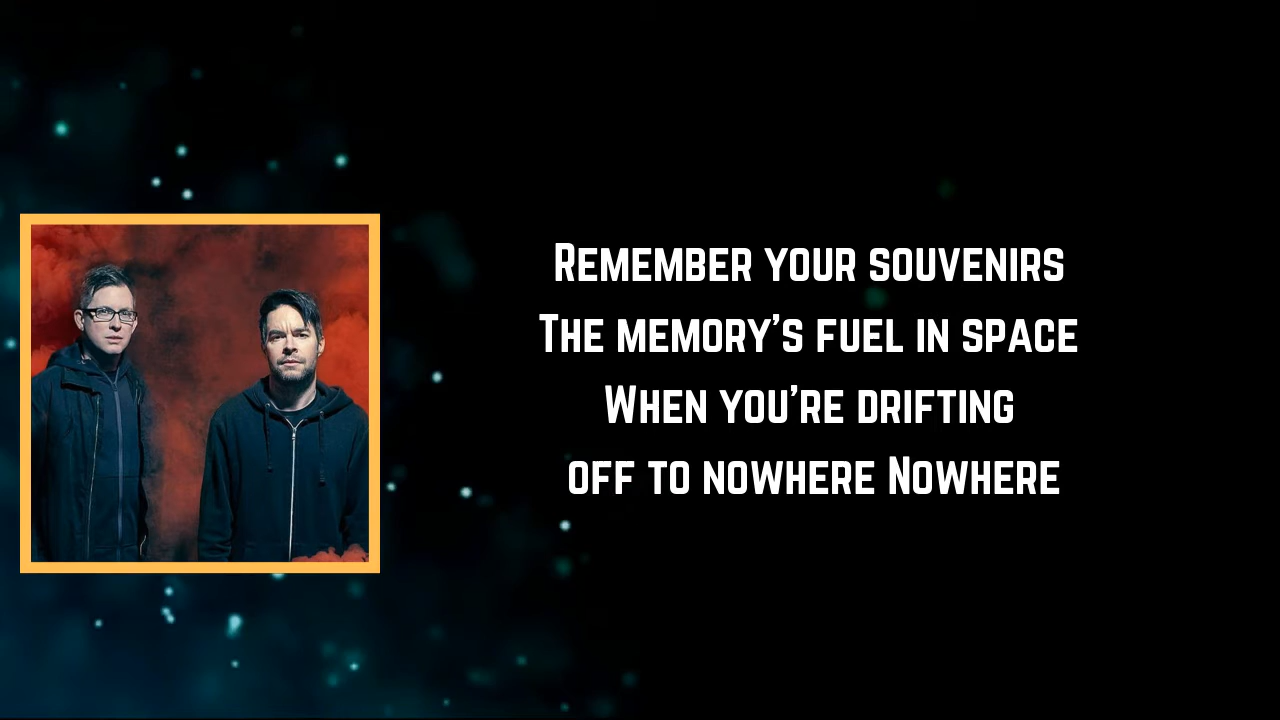 Remember your souvenirs
The memory's fuel in space
When you're drifting
off to nowhere Nowhere